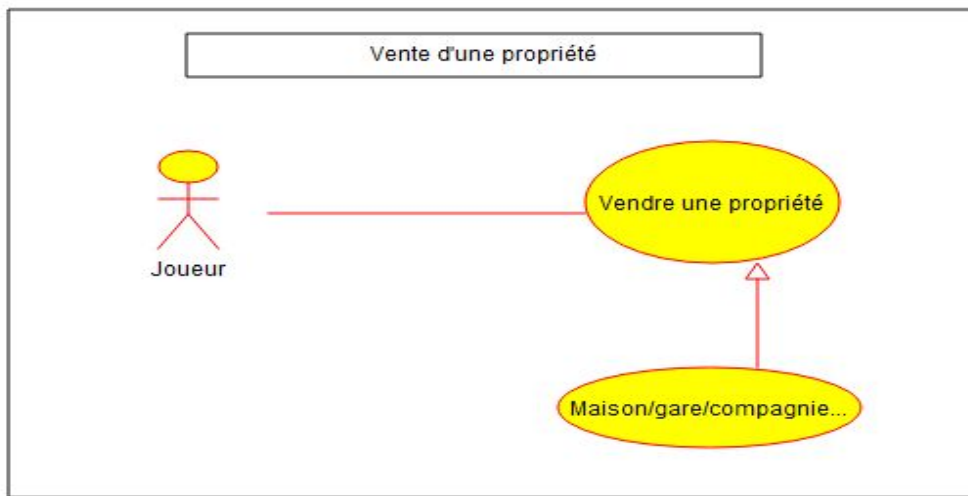 Vente d'une propriété
Vendre une propriété
Joueur
Maison/gare/compagnie...